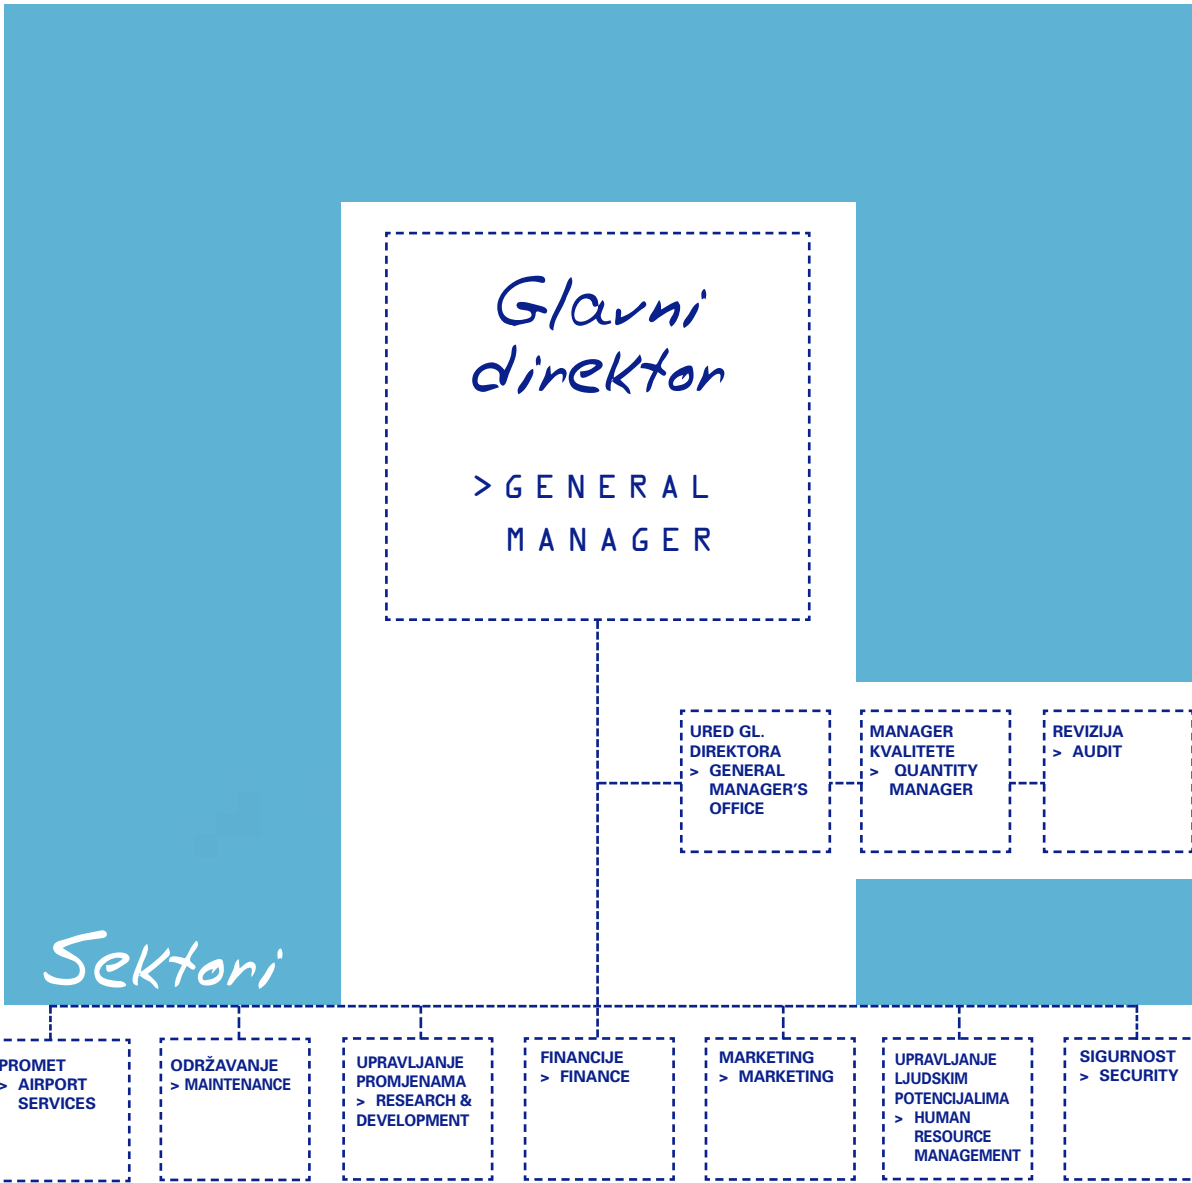 Glavni
direktor
> GENERAL
MANAGER
URED GL.
DIREKTORA
> GENERAL
MANAGER'S
OFFICE
MANAGER
KVALITETE
> QUANTITY
MANAGER
REVIZIJA
> AUDIT
Sektori
PROMET
> AIRPORT
SERVICES
ODRŽAVANJE
> MAINTENANCE
UPRAVLJANJE
PROMJENAMA
> RESEARCH &
DEVELOPMENT
FINANCIJE
> FINANCE
MARKETING
> MARKETING
UPRAVLJANJE
LJUDSKIM
POTENCIJALIMA
> HUMAN
RESOURCE
MANAGEMENT
SIGURNOST
> SECURITY